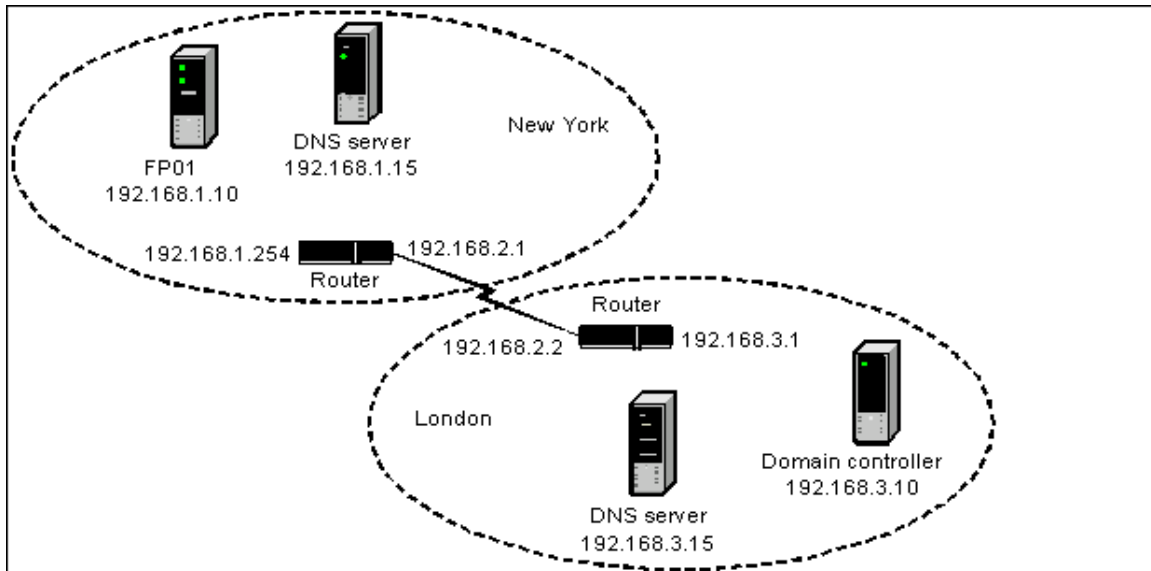 New York
FP01
192.168.1.10
DNS server
192.168.1.15
192.168.1.254
192.168.2.1
Router
Router
192.168.2.2
192.168.3.1
London
DNS server
192.168.3.15
Domain controller
192.168.3.10